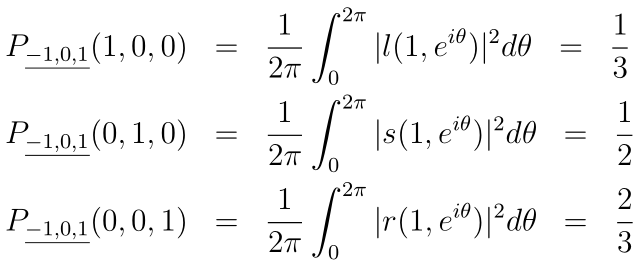 $P_{\underline{-1,0,1}}(1,0,0) = \frac{1}{2\pi} \int_0^{2\pi} |l(1, e^{i\theta})|^2 d\theta = \frac{1}{3}$
$P_{\underline{-1,0,1}}(0,1,0) = \frac{1}{2\pi} \int_0^{2\pi} |s(1, e^{i\theta})|^2 d\theta = \frac{1}{2}$
$P_{\underline{-1,0,1}}(0,0,1) = \frac{1}{2\pi} \int_0^{2\pi} |r(1, e^{i\theta})|^2 d\theta = \frac{2}{3}$